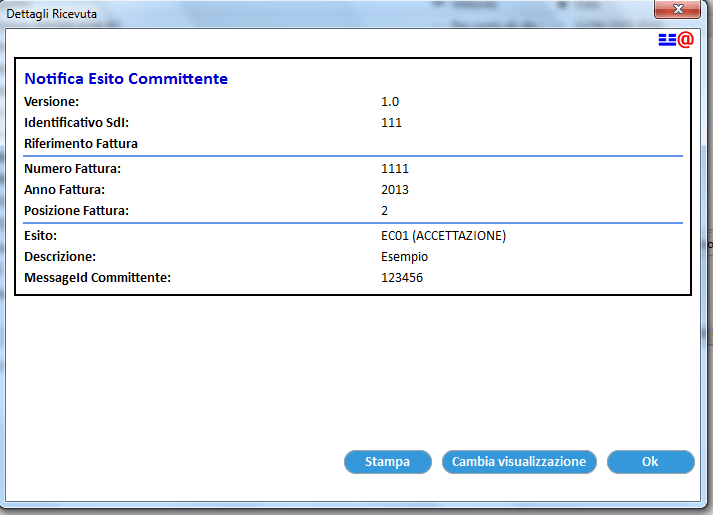 Dettagli Ricevuta
@
Notifica Esito Committente
Versione: 1.0
Identificativo SdI: 111
Riferimento Fattura
Numero Fattura: 1111
Anno Fattura: 2013
Posizione Fattura: 2
Esito: EC01 (ACCETTAZIONE)
Descrizione: Esempio
MessageId Committente: 123456
Stampa Cambia visualizzazione Ok